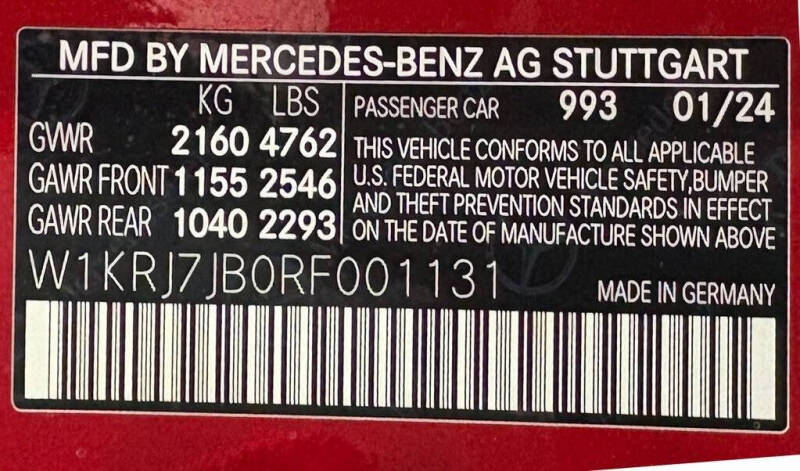 MFD BY MERCEDES-BENZ AG STUTTGART
KG LBS
GVWR 2160 4762
GAWR FRONT 1155 2546
GAWR REAR 1040 2293
PASSENGER CAR 993 01/24
THIS VEHICLE CONFORMS TO ALL APPLICABLE
U.S. FEDERAL MOTOR VEHICLE SAFETY,BUMPER
AND THEFT PREVENTION STANDARDS IN EFFECT
ON THE DATE OF MANUFACTURE SHOWN ABOVE
W1KRJ7JB0RF001131
MADE IN GERMANY